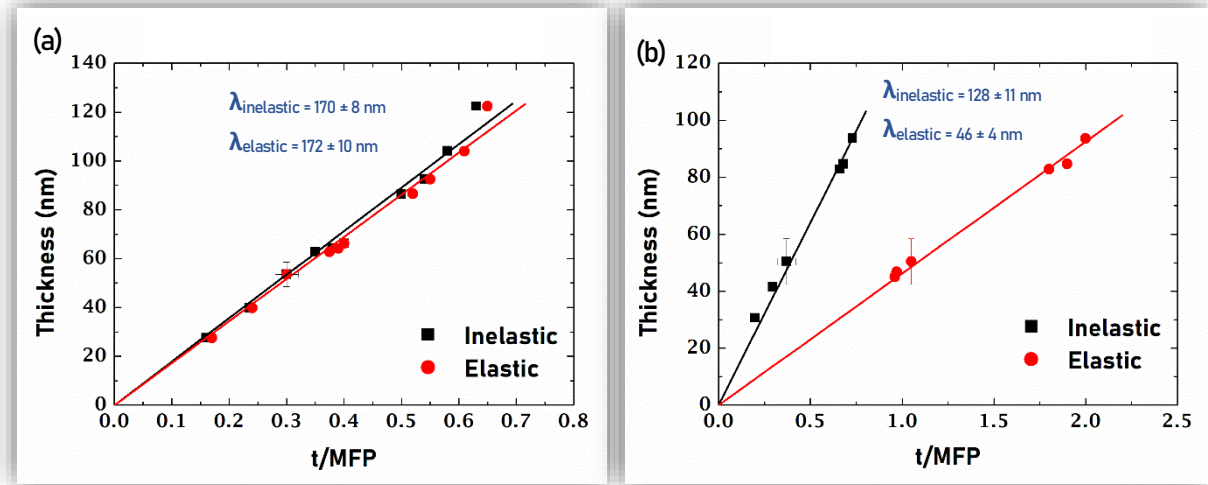 (a)
λinelastic = 170 ± 8 nm
λelastic = 172 ± 10 nm
Thickness (nm)
140
120
100
80
60
40
20
0
Inelastic
Elastic
0.0 0.1 0.2 0.3 0.4 0.5 0.6 0.7 0.8
t/MFP
(b)
λinelastic = 128 ± 11 nm
λelastic = 46 ± 4 nm
Thickness (nm)
120
100
80
60
40
20
0
Inelastic
Elastic
0.0 0.5 1.0 1.5 2.0 2.5
t/MFP